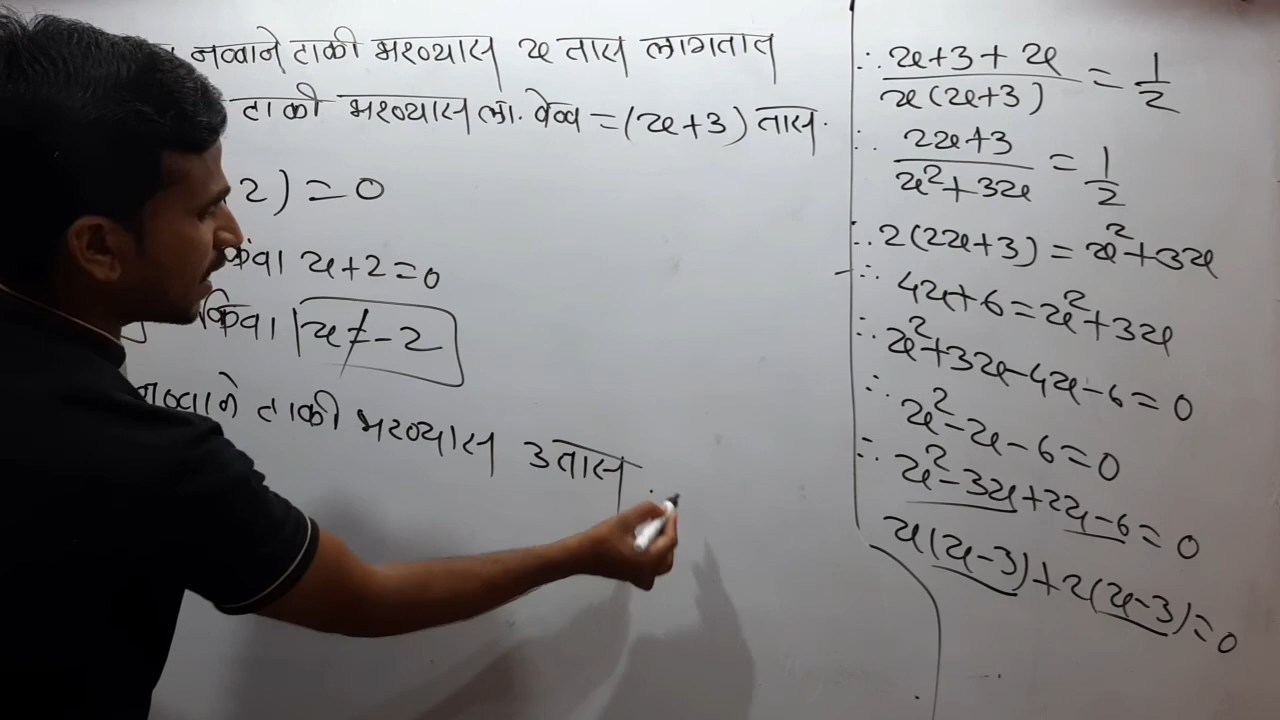 नळाने टाकी भरण्यास x तास लागतात
टाकी भरण्यास ला. वेळ = (x+3) तास.
2) = 0
किंवा x+2=0
किंवा x≠-2
नळाने टाकी भरण्यास 3 तास
∴ x+3+x / x(x+3) = 1/2
∴ 2x+3 / x²+3x = 1/2
∴ 2(2x+3) = x²+3x
∴ 4x+6 = x²+3x
∴ x²+3x-4x-6=0
∴ x²-x-6=0
∴ x²-3x+2x-6=0
x(x-3)+2(x-3)=0